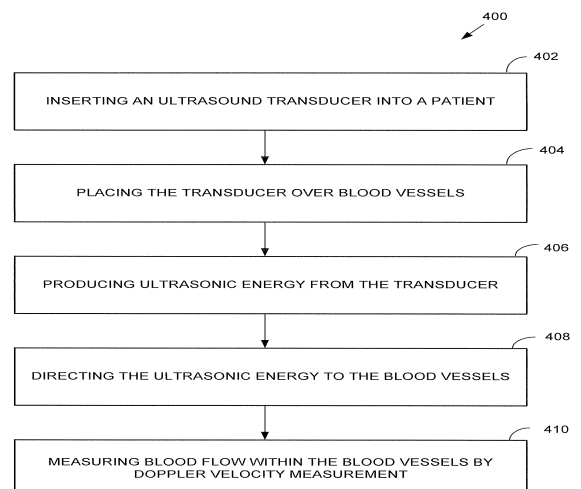 400
402
INSERTING AN ULTRASOUND TRANSDUCER INTO A PATIENT
404
PLACING THE TRANSDUCER OVER BLOOD VESSELS
406
PRODUCING ULTRASONIC ENERGY FROM THE TRANSDUCER
408
DIRECTING THE ULTRASONIC ENERGY TO THE BLOOD VESSELS
410
MEASURING BLOOD FLOW WITHIN THE BLOOD VESSELS BY
DOPPLER VELOCITY MEASUREMENT